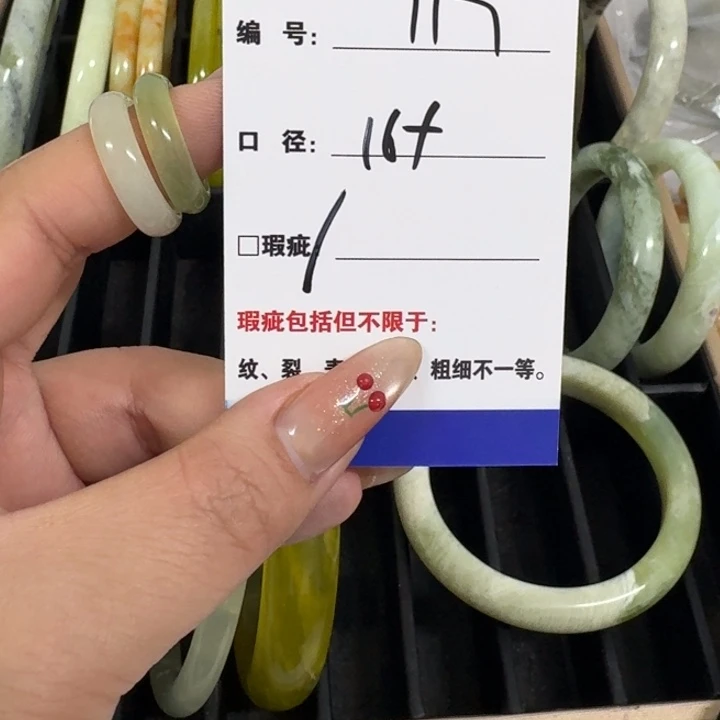 编 号:
口 径: 16+
□瑕疵 /
瑕疵包括但不限于:
纹、裂 粗细不一等。